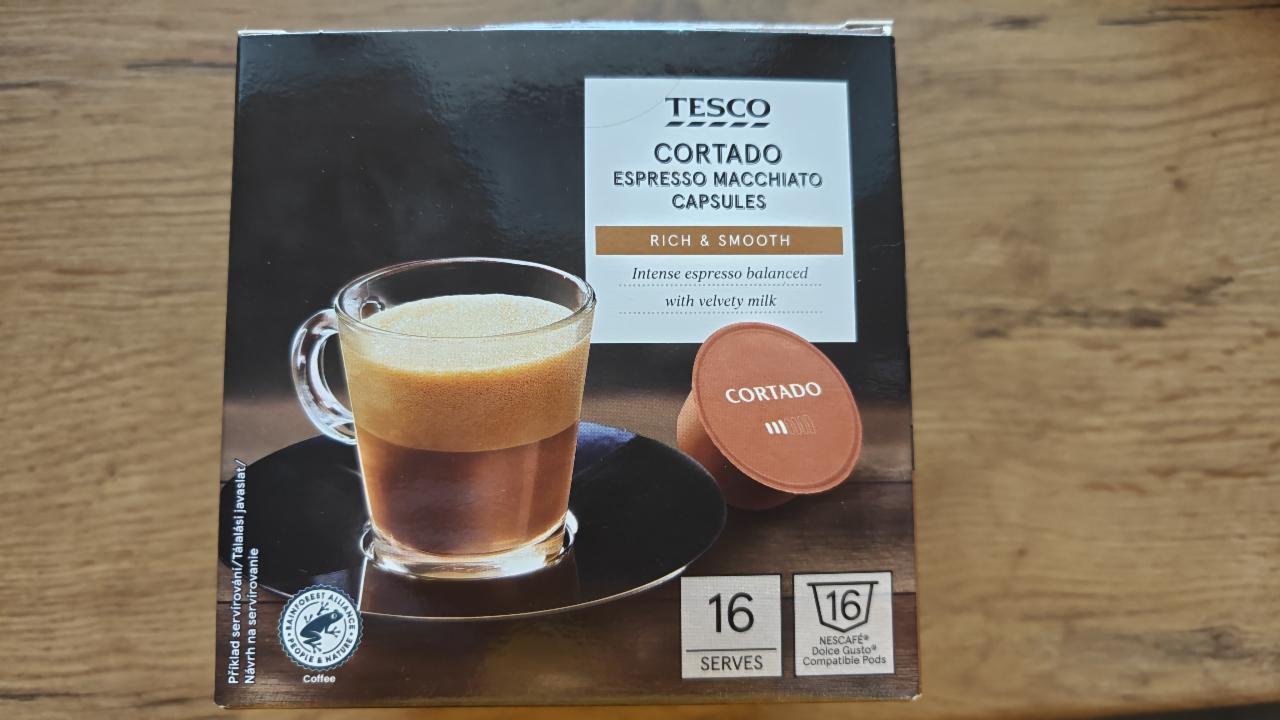 TESCO
CORTADO
ESPRESSO MACCHIATO
CAPSULES
RICH & SMOOTH
Intense espresso balanced
with velvety milk
CORTADO
Příklad servírování/Tálalási javaslat/
Návrh na servírovanie
RAINFOREST ALLIANCE
PEOPLE & NATURE
Coffee
16
SERVES
16
NESCAFÉ®
Dolce Gusto®
Compatible Pods